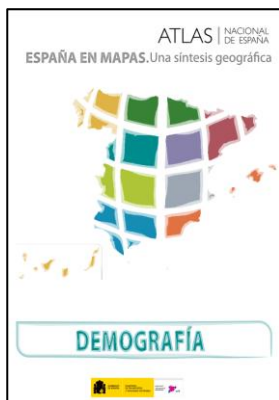 ATLAS | NACIONAL
DE ESPAÑA
ESPAÑA EN MAPAS. Una síntesis geográfica
DEMOGRAFÍA